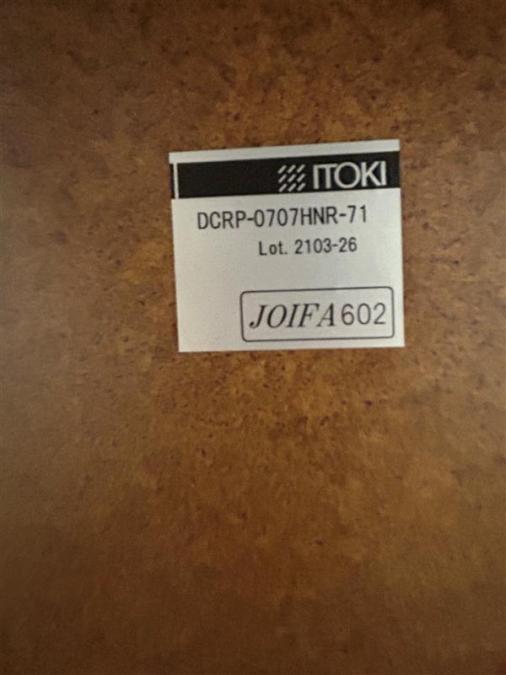 ITOKI
DCRP-0707HNR-71
Lot. 2103-26
JOIFA602